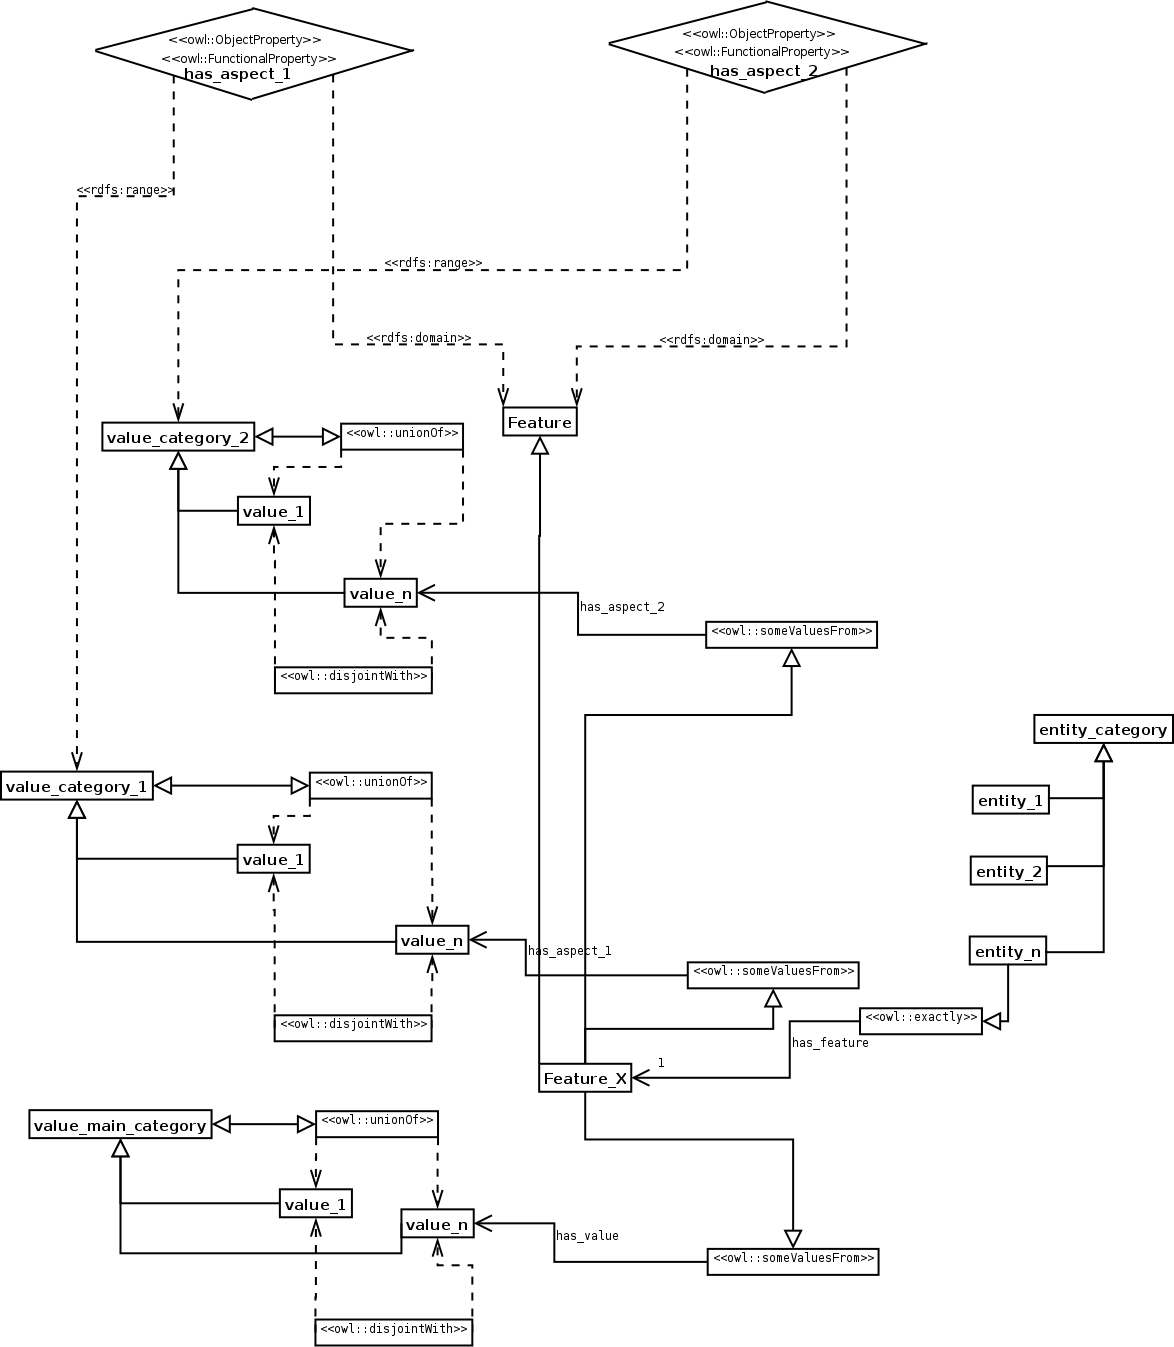 <<owl::ObjectProperty>>
<<owl::FunctionalProperty>>
has_aspect_1
<<owl::ObjectProperty>>
<<owl::FunctionalProperty>>
has_aspect_2
<<rdfs:range>>
<<rdfs:range>>
<<rdfs:domain>>
<<rdfs:domain>>
Feature
value_category_2
<<owl::unionOf>>
value_1
value_n
has_aspect_2
<<owl::someValuesFrom>>
<<owl::disjointWith>>
entity_category
value_category_1
<<owl::unionOf>>
entity_1
value_1
entity_2
value_n
has_aspect_1
entity_n
<<owl::someValuesFrom>>
<<owl::disjointWith>>
<<owl::exactly>>
has_feature
1
Feature_X
value_main_category
<<owl::unionOf>>
value_1
value_n
has_value
<<owl::someValuesFrom>>
<<owl::disjointWith>>